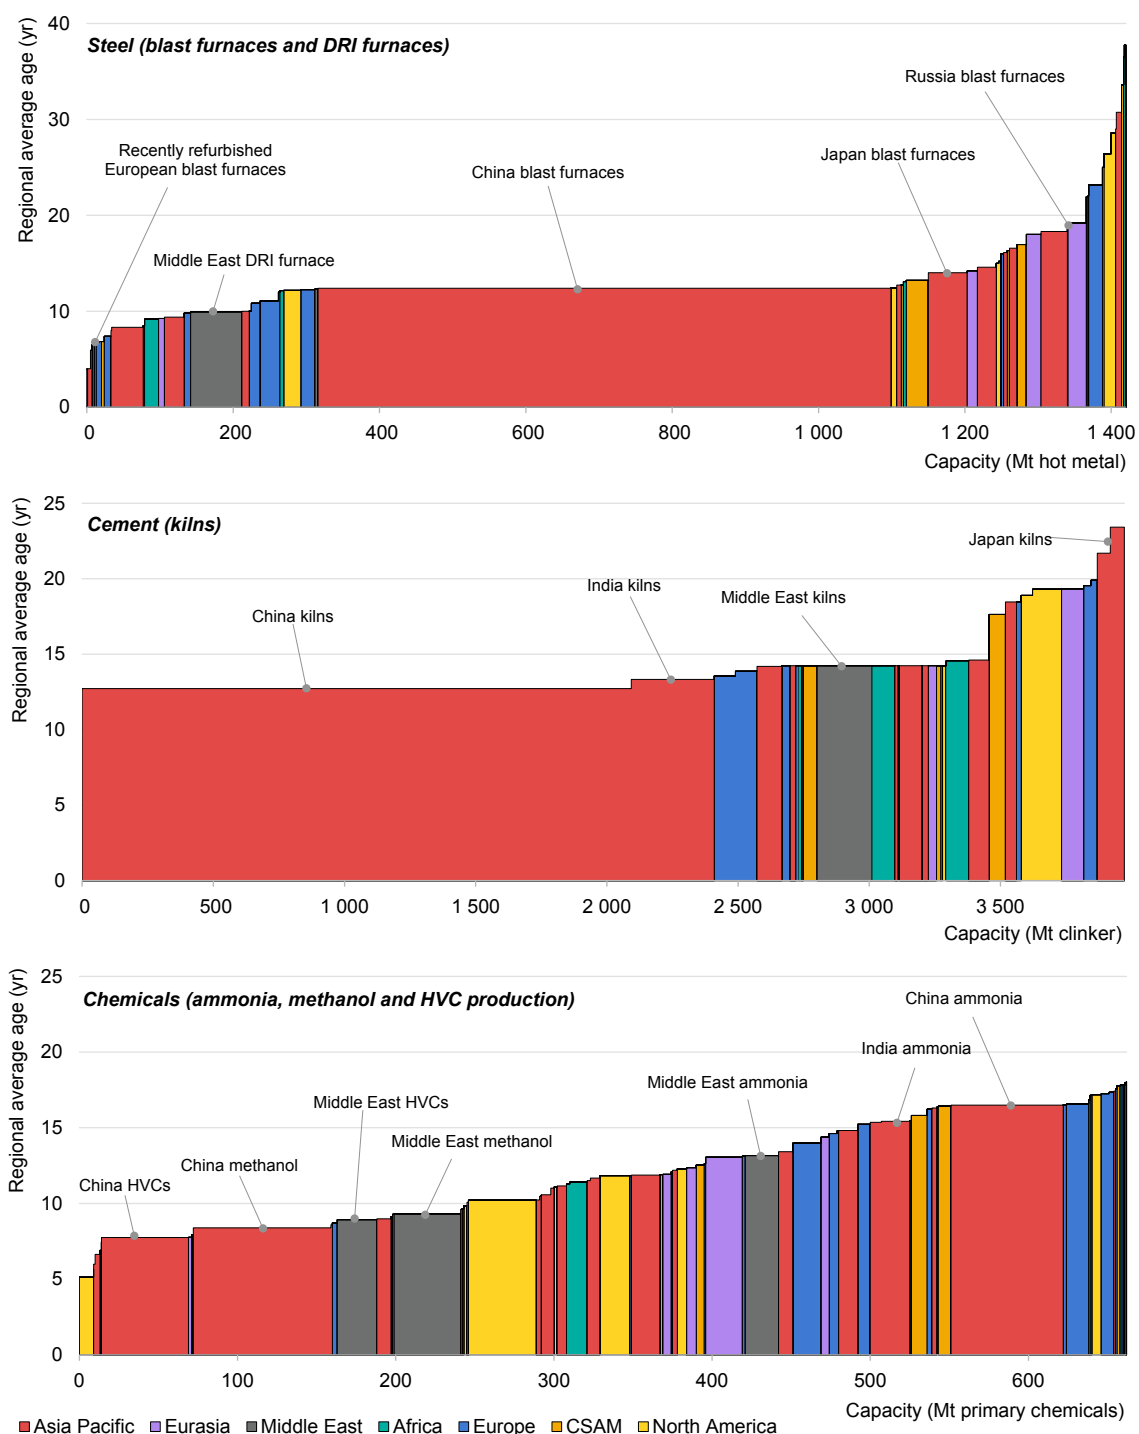 Regional average age (yr)
40
30
20
10
0
Steel (blast furnaces and DRI furnaces)
Recently refurbished
European blast furnaces
Middle East DRI furnace
China blast furnaces
Japan blast furnaces
Russia blast furnaces
0 200 400 600 800 1 000 1 200 1 400
Capacity (Mt hot metal)
Regional average age (yr)
25
20
15
10
5
0
Cement (kilns)
China kilns
India kilns
Middle East kilns
Japan kilns
0 500 1 000 1 500 2 000 2 500 3 000 3 500
Capacity (Mt clinker)
Regional average age (yr)
25
20
15
10
5
0
Chemicals (ammonia, methanol and HVC production)
China HVCs
China methanol
Middle East HVCs
Middle East methanol
Middle East ammonia
India ammonia
China ammonia
0 100 200 300 400 500 600
Capacity (Mt primary chemicals)
Asia Pacific Eurasia Middle East Africa Europe CSAM North America